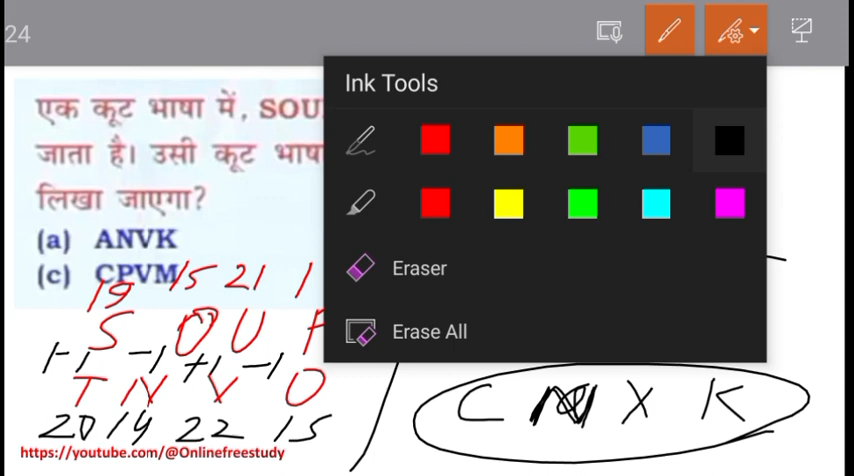 24
Ink Tools
एक कूट भाषा में, SOU
जाता है। उसी कूट भाष
लिखा जाएगा?
(a) ANVK
(c) CPVM
Eraser
Erase All
19 15 21 1
S O U
+1 -1 +1 -1
T N V O
20 14 22 15
C N X K
https://youtube.com/@Onlinefreestudy